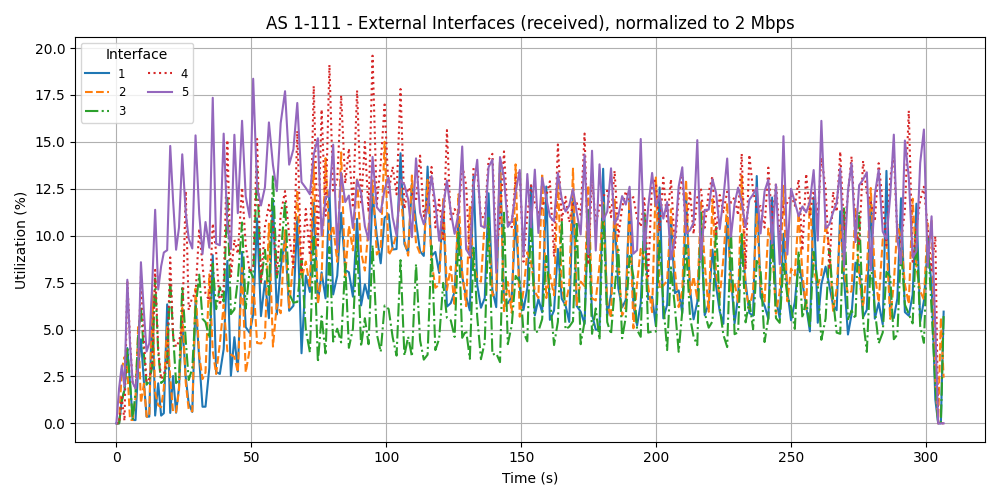 AS 1-111 - External Interfaces (received), normalized to 2 Mbps
Interface
1
2
3
4
5
Utilization (%)
20.0
17.5
15.0
12.5
10.0
7.5
5.0
2.5
0.0
0 50 100 150 200 250 300
Time (s)